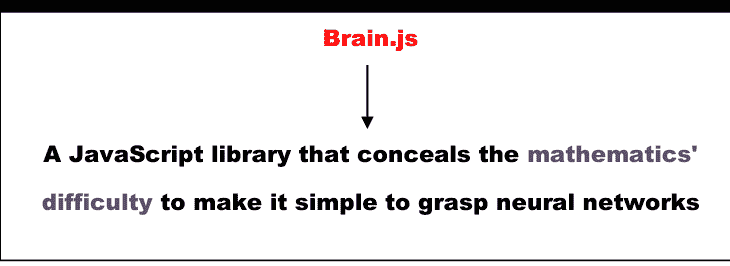 Brain.js
A JavaScript library that conceals the mathematics'
difficulty to make it simple to grasp neural networks